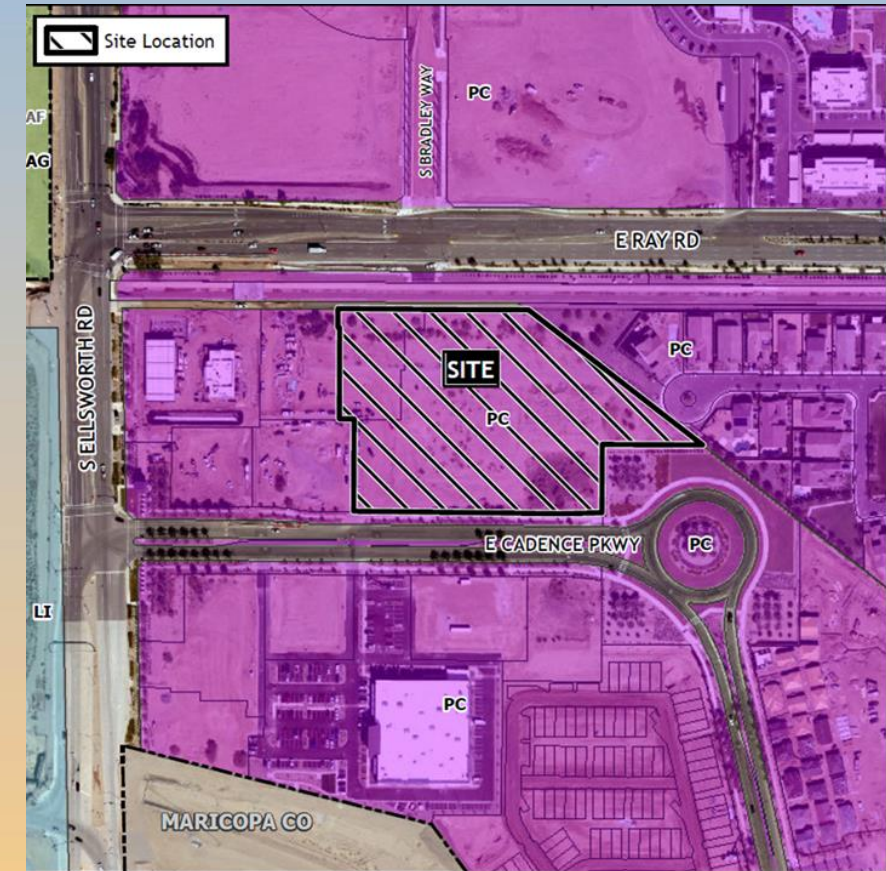 Site Location
PC
AF
AG
S BRADLEY WAY
E RAY RD
S ELLSWORTH RD
PC
SITE
PC
E CADENCE PKWY
PC
LI
PC
MARICOPA CO